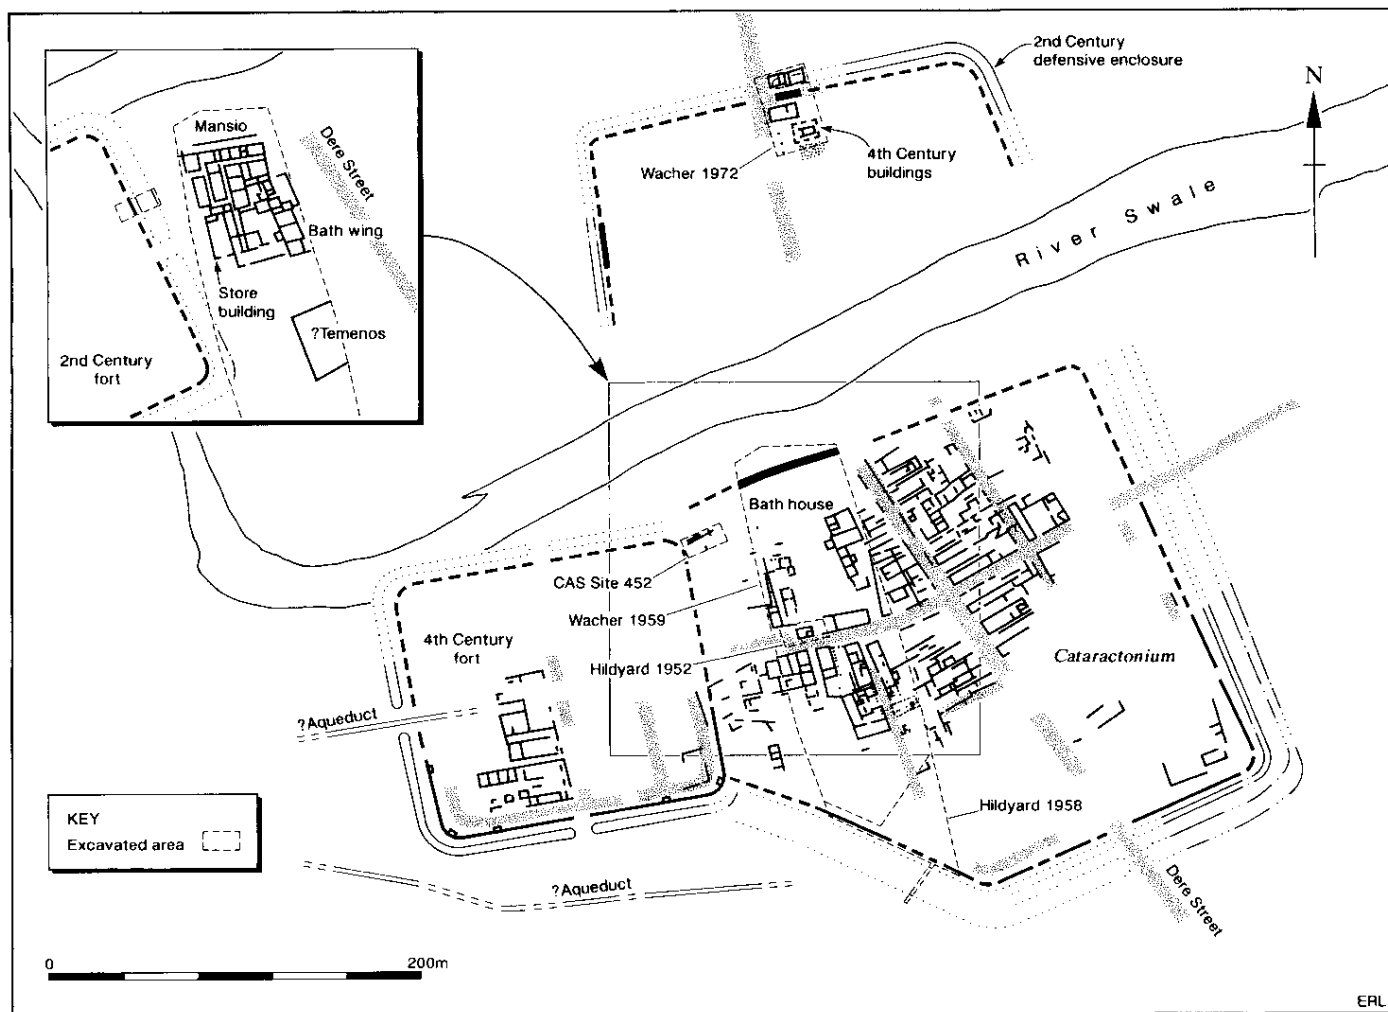 2nd Century
defensive enclosure
N
Mansio
Dere Street
4th Century
buildings
Wacher 1972
River Swale
Bath wing
Store
building
?Temenos
2nd Century
fort
Bath house
CAS Site 452
Wacher 1959
4th Century
fort
Hildyard 1952
Cataractonium
?Aqueduct
Hildyard 1958
KEY
Excavated area
?Aqueduct
Dere Street
0
200m
ERL